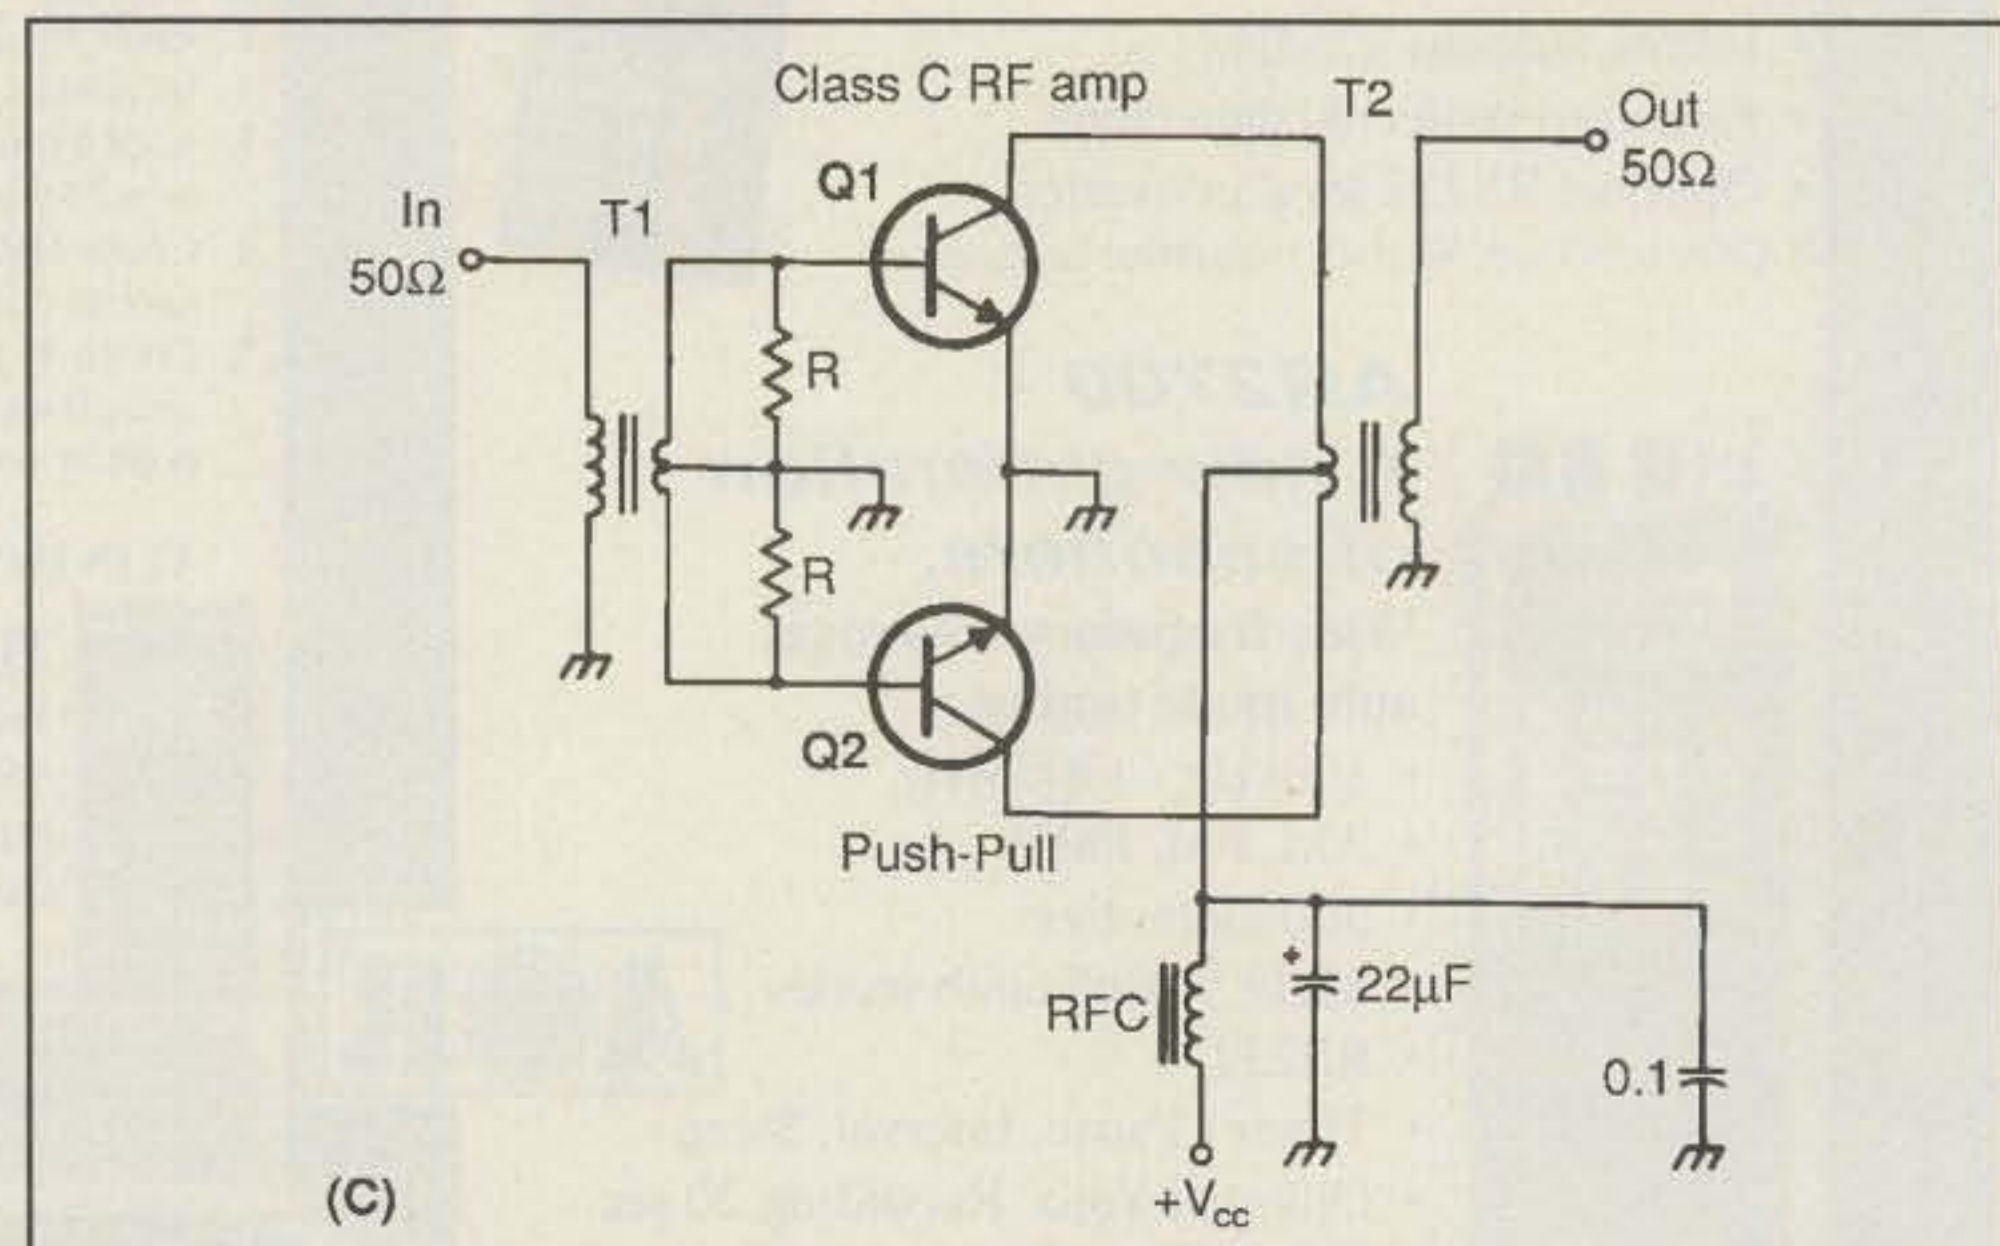 Class C RF amp
T2
Out
50Ω
Q1
In
50Ω
T1
R
R
Q2
Push-Pull
RFC
+
22µF
0.1
+Vcc
(C)